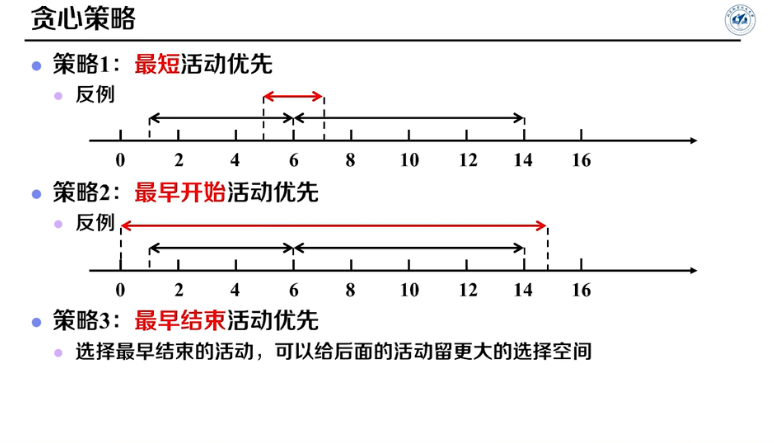 贪心策略
策略1：最短活动优先
反例
0 2 4 6 8 10 12 14 16
策略2：最早开始活动优先
反例
0 2 4 6 8 10 12 14 16
策略3：最早结束活动优先
选择最早结束的活动，可以给后面的活动留更大的选择空间